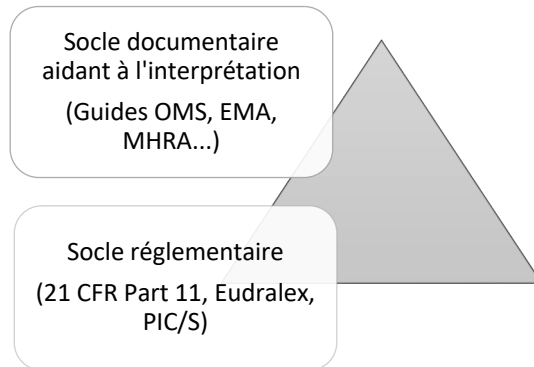 Socle documentaire
aidant à l'interprétation
(Guides OMS, EMA,
MHRA...)
Socle réglementaire
(21 CFR Part 11, Eudralex,
PIC/S)